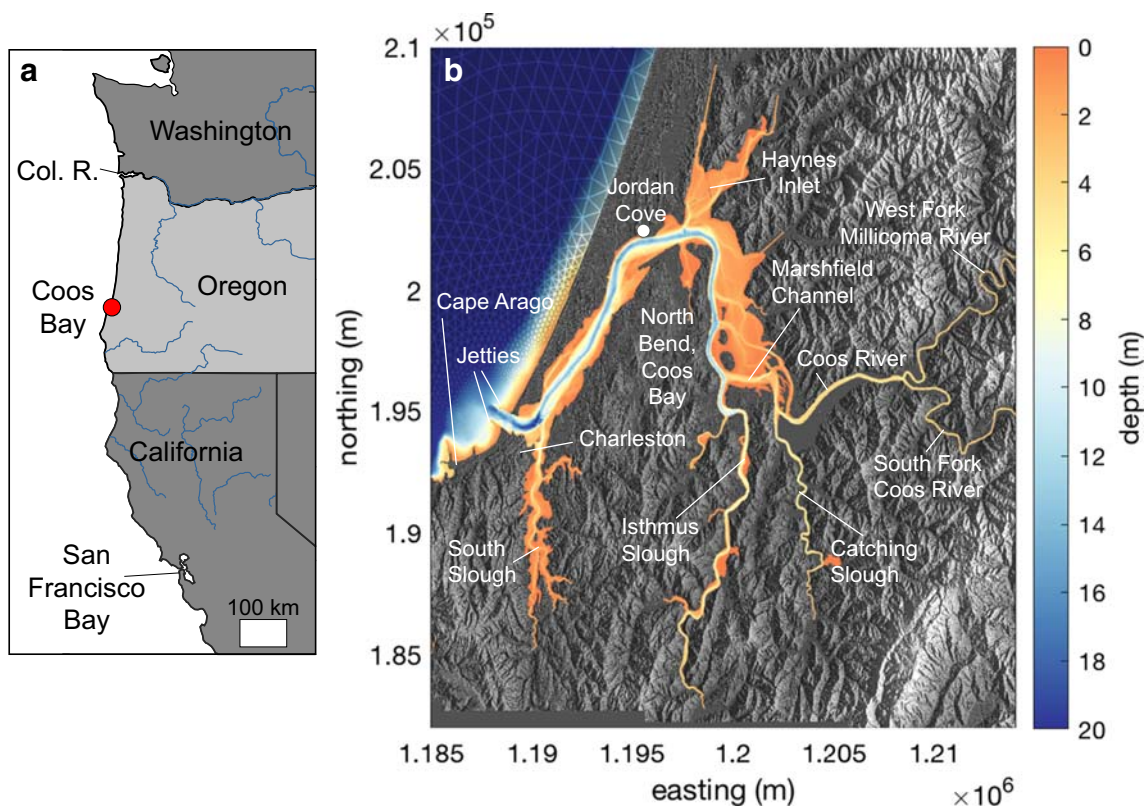 a
Washington
Col. R.
Coos
Bay
Oregon
California
San
Francisco
Bay
100 km
b
×10⁵
2.1
2.05
2
1.95
1.9
1.85
northing (m)
Haynes
Inlet
Jordan
Cove
West Fork
Millicoma River
Marshfield
Channel
Cape Arago
North
Bend,
Coos
Bay
Jetties
Coos River
Charleston
South Fork
Coos River
Isthmus
Slough
South
Slough
Catching
Slough
1.185
1.19
1.195
1.2
1.205
1.21
easting (m)
×10⁶
0
2
4
6
8
10
12
14
16
18
20
depth (m)